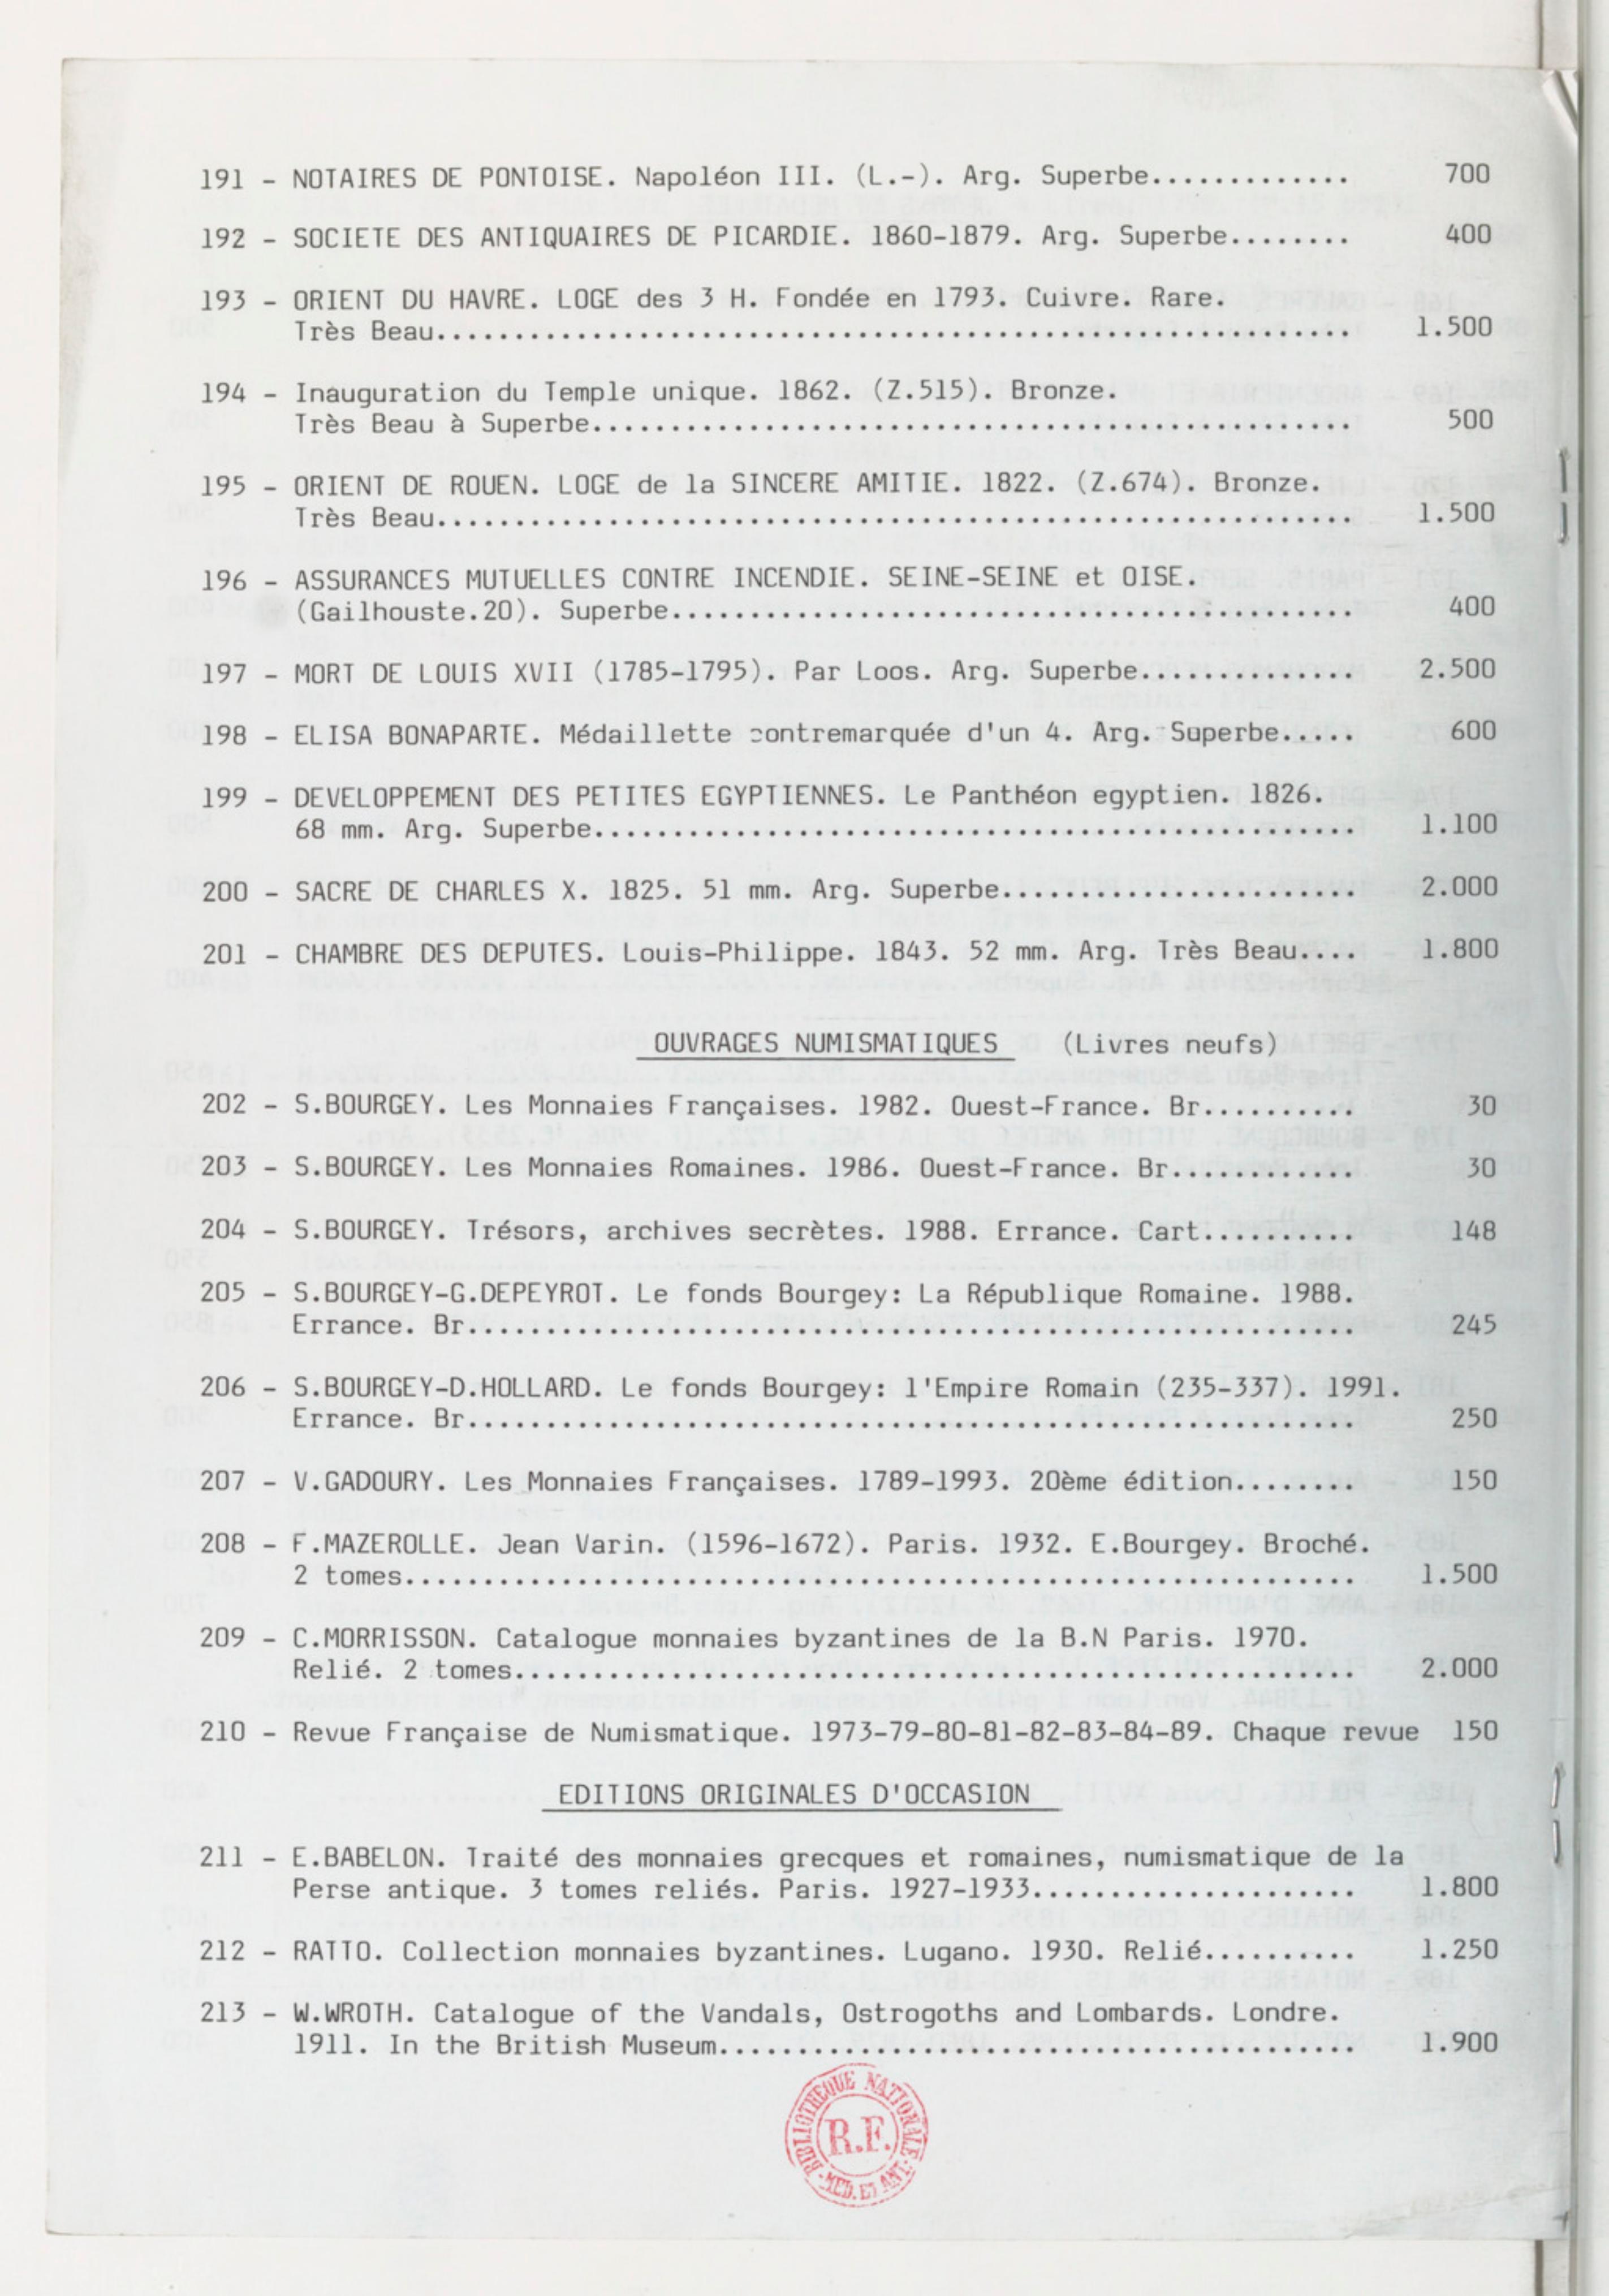 191 - NOTAIRES DE PONTOISE. Napoléon III. (L.-). Arg. Superbe............. 700
192 - SOCIETE DES ANTIQUAIRES DE PICARDIE. 1860-1879. Arg. Superbe........ 400
193 - ORIENT DU HAVRE. LOGE des 3 H. Fondée en 1793. Cuivre. Rare.
Très Beau........................................................... 1.500
194 - Inauguration du Temple unique. 1862. (Z.515). Bronze.
Très Beau à Superbe................................................. 500
195 - ORIENT DE ROUEN. LOGE de la SINCERE AMITIE. 1822. (Z.674). Bronze.
Très Beau........................................................... 1.500
196 - ASSURANCES MUTUELLES CONTRE INCENDIE. SEINE-SEINE et OISE.
(Gailhouste.20). Superbe............................................ 400
197 - MORT DE LOUIS XVII (1785-1795). Par Loos. Arg. Superbe.............. 2.500
198 - ELISA BONAPARTE. Médaillette contremarquée d'un 4. Arg. Superbe..... 600
199 - DEVELOPPEMENT DES PETITES EGYPTIENNES. Le Panthéon egyptien. 1826.
68 mm. Arg. Superbe................................................. 1.100
200 - SACRE DE CHARLES X. 1825. 51 mm. Arg. Superbe....................... 2.000
201 - CHAMBRE DES DEPUTES. Louis-Philippe. 1843. 52 mm. Arg. Très Beau.... 1.800
OUVRAGES NUMISMATIQUES (Livres neufs)
202 - S.BOURGEY. Les Monnaies Françaises. 1982. Ouest-France. Br.......... 30
203 - S.BOURGEY. Les Monnaies Romaines. 1986. Ouest-France. Br............ 30
204 - S.BOURGEY. Trésors, archives secrètes. 1988. Errance. Cart.......... 148
205 - S.BOURGEY-G.DEPEYROT. Le fonds Bourgey: La République Romaine. 1988.
Errance. Br......................................................... 245
206 - S.BOURGEY-D.HOLLARD. Le fonds Bourgey: l'Empire Romain (235-337). 1991.
Errance. Br......................................................... 250
207 - V.GADOURY. Les Monnaies Françaises. 1789-1993. 20ème édition........ 150
208 - F.MAZEROLLE. Jean Varin. (1596-1672). Paris. 1932. E.Bourgey. Broché.
2 tomes............................................................. 1.500
209 - C.MORRISSON. Catalogue monnaies byzantines de la B.N Paris. 1970.
Relié. 2 tomes...................................................... 2.000
210 - Revue Française de Numismatique. 1973-79-80-81-82-83-84-89. Chaque revue 150
EDITIONS ORIGINALES D'OCCASION
211 - E.BABELON. Traité des monnaies grecques et romaines, numismatique de la
Perse antique. 3 tomes reliés. Paris. 1927-1933..................... 1.800
212 - RATTO. Collection monnaies byzantines. Lugano. 1930. Relié.......... 1.250
213 - W.WROTH. Catalogue of the Vandals, Ostrogoths and Lombards. Londre.
1911. In the British Museum......................................... 1.900
BIBLIOTHEQUE NATIONALE
R.F.
MED. ET ANT.